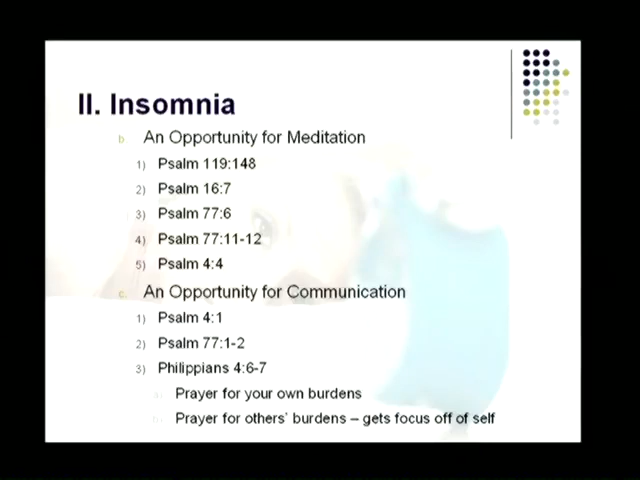 II. Insomnia
b. An Opportunity for Meditation
1) Psalm 119:148
2) Psalm 16:7
3) Psalm 77:6
4) Psalm 77:11-12
5) Psalm 4:4
c. An Opportunity for Communication
1) Psalm 4:1
2) Psalm 77:1-2
3) Philippians 4:6-7
a. Prayer for your own burdens
b. Prayer for others' burdens – gets focus off of self